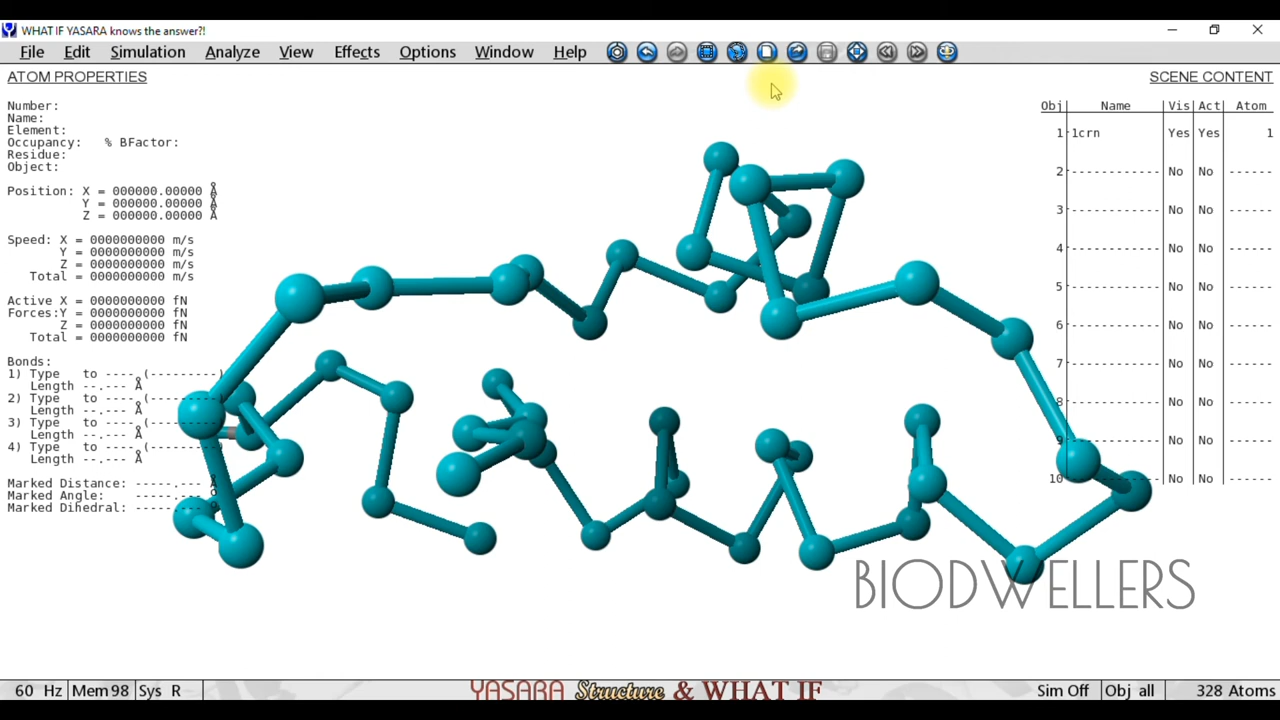 WHAT IF YASARA knows the answer?!
File Edit Simulation Analyze View Effects Options Window Help
ATOM PROPERTIES
Number:
Name:
Element:
Occupancy: % BFactor:
Residue:
Object:
Position: X = 000000.00000 Å
Y = 000000.00000 Å
Z = 000000.00000 Å
Speed: X = 0000000000 m/s
Y = 0000000000 m/s
Z = 0000000000 m/s
Total = 0000000000 m/s
Active X = 0000000000 fN
Forces:Y = 0000000000 fN
Z = 0000000000 fN
Total = 0000000000 fN
Bonds:
1) Type to ----.(---------)
Length --.--- Å
2) Type to ----.(---------)
Length --.--- Å
3) Type to ----.(---------)
Length --.--- Å
4) Type to ----.(---------)
Length --.--- Å
Marked Distance: -----.--- Å
Marked Angle: -----.--- º
Marked Dihedral: -----.--- º
SCENE CONTENT
Obj Name Vis Act Atom
1 1crn Yes Yes 1
2 ----------- No No -----
3 ----------- No No -----
4 ----------- No No -----
5 ----------- No No -----
6 ----------- No No -----
7 ----------- No No -----
8 ----------- No No -----
9 ----------- No No -----
10 ----------- No No -----
BIODWELLERS
60 Hz Mem 98 Sys R YASARA Structure & WHAT IF Sim Off Obj all 328 Atoms